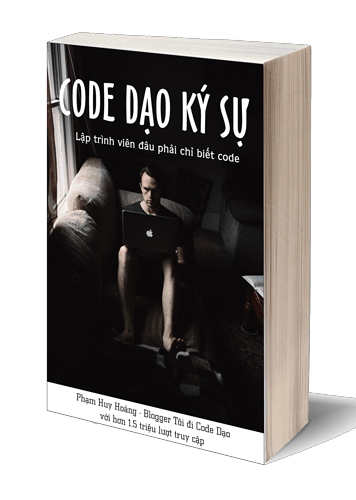 CODE DẠO KÝ SỰ
Lập trình viên đâu phải chỉ biết code
Phạm Huy Hoàng - Blogger Tôi đi Code Dạo
với hơn 1.5 triệu lượt truy cập